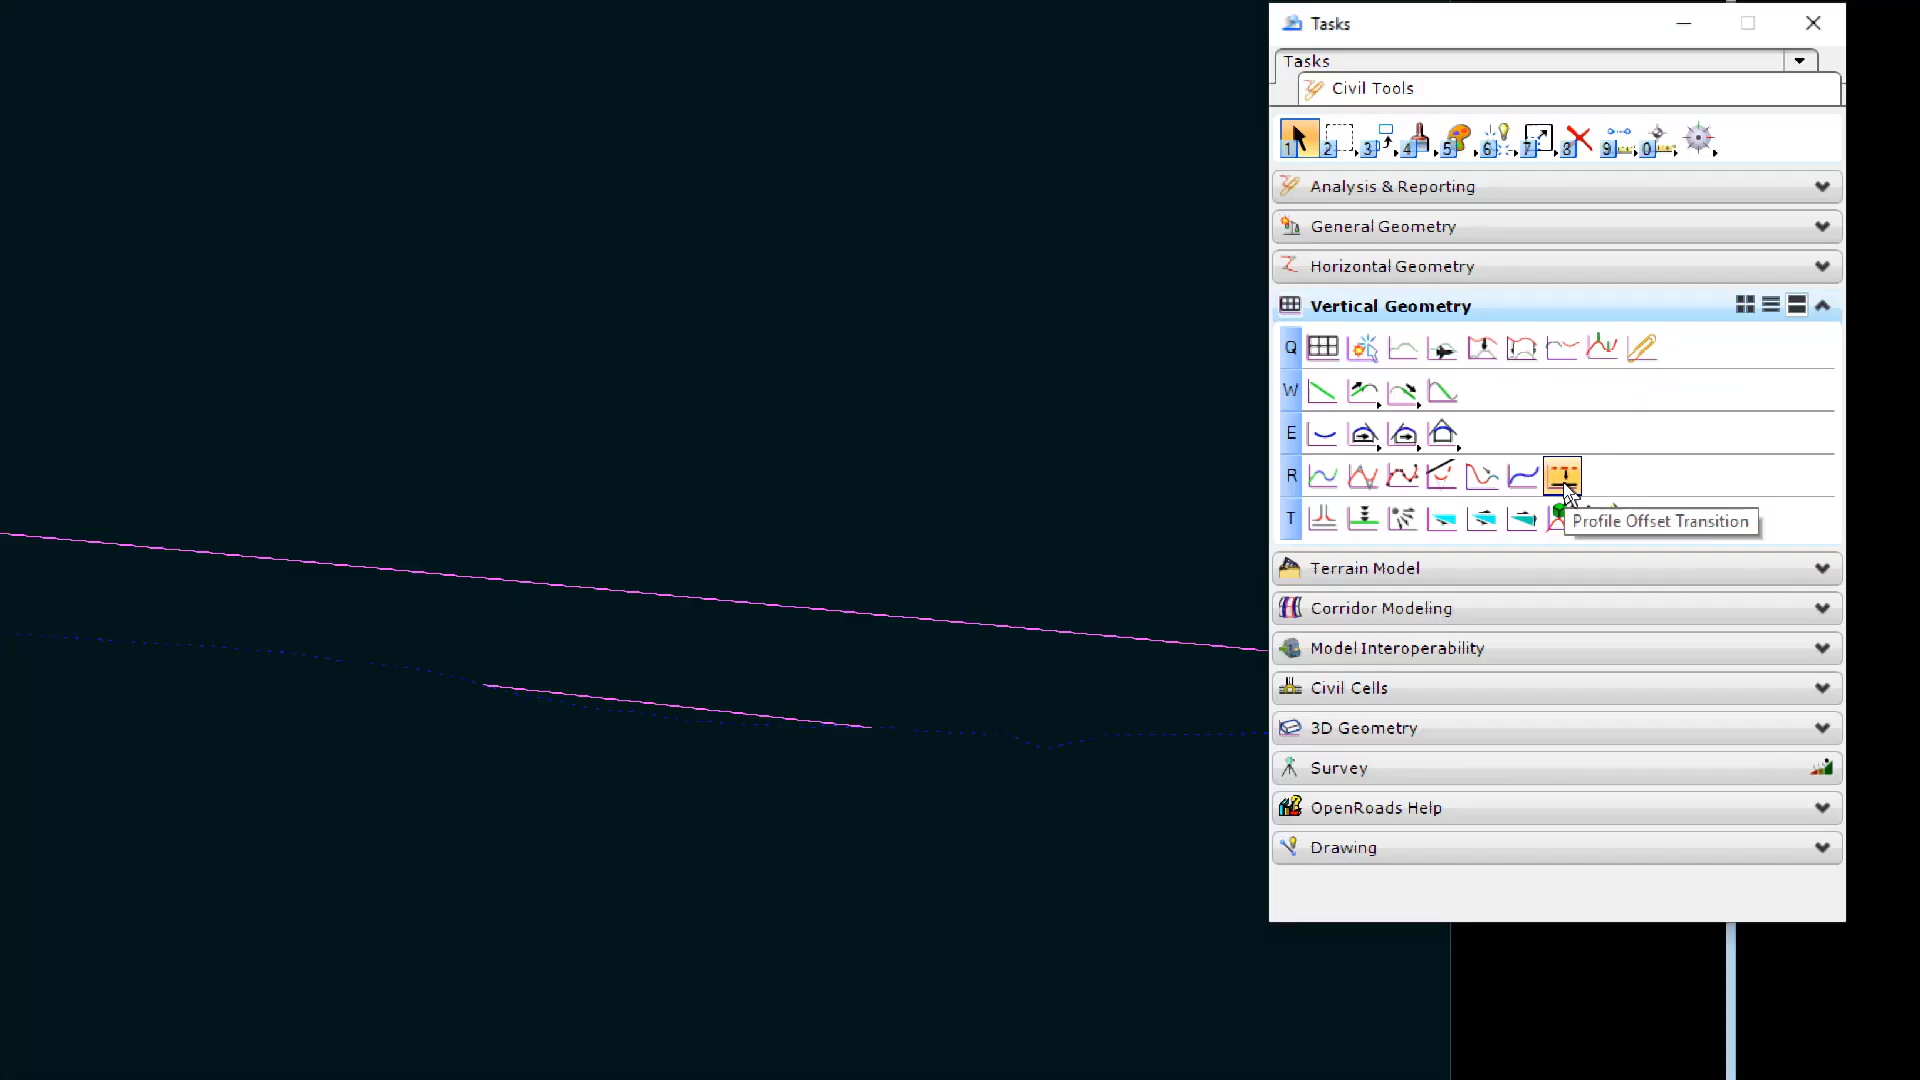 Tasks
Tasks
Civil Tools
1 2 3 4 5 6 7 8 9 0
Analysis & Reporting
General Geometry
Horizontal Geometry
Vertical Geometry
Q
W
E
R
T
Profile Offset Transition
Terrain Model
Corridor Modeling
Model Interoperability
Civil Cells
3D Geometry
Survey
OpenRoads Help
Drawing